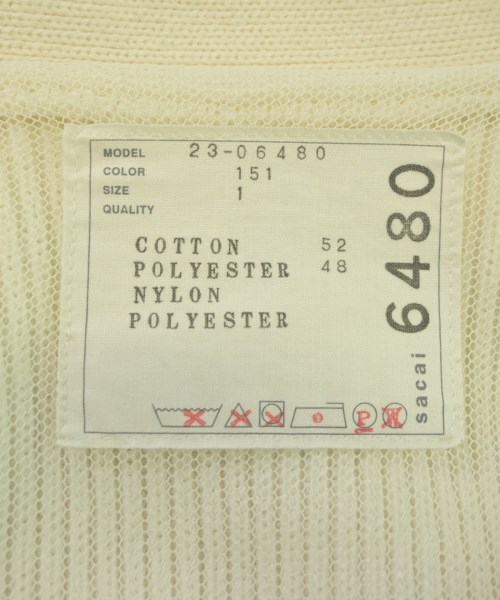 MODEL 23-06480
COLOR 151
SIZE 1
QUALITY
COTTON 52
POLYESTER 48
NYLON
POLYESTER
P W
sacai 6480